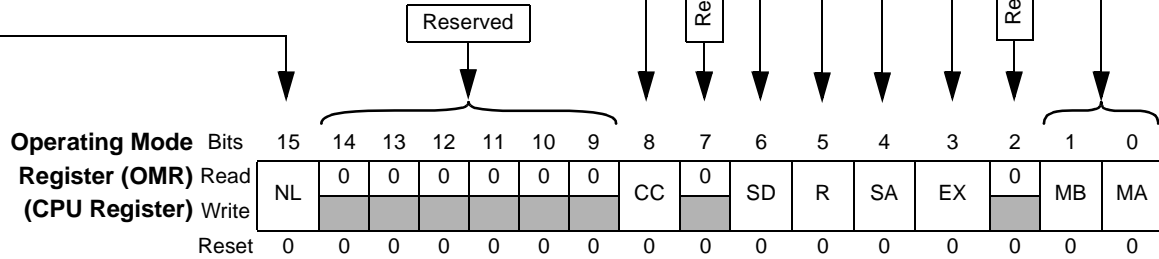 Reserved
Re
Re
Operating Mode Bits 15 14 13 12 11 10 9 8 7 6 5 4 3 2 1 0
Register (OMR) Read NL 0 0 0 0 0 0 CC 0 SD R SA EX 0 MB MA
(CPU Register) Write
Reset 0 0 0 0 0 0 0 0 0 0 0 0 0 0 0 0